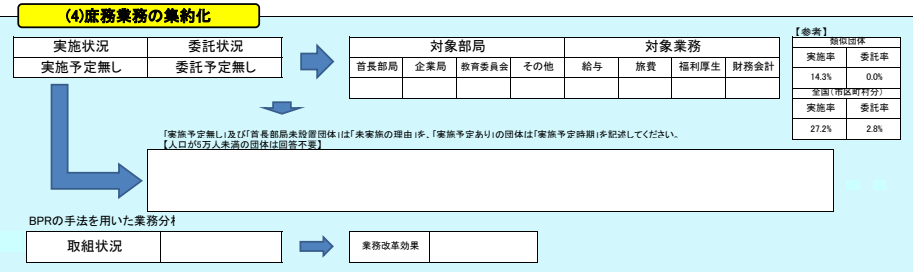 (4)庶務業務の集約化
【参考】
実施状況 委託状況
実施予定無し 委託予定無し
対象部局 対象業務
首長部局 企業局 教育委員会 その他 給与 旅費 福利厚生 財務会計
類似団体
実施率 委託率
14.3% 0.0%
全国(市区町村分)
実施率 委託率
27.2% 2.8%
「実施予定無し」及び「首長部局未設置団体」は「未実施の理由」を、「実施予定あり」の団体は「実施予定時期」を記述してください。
【人口が5万人未満の団体は回答不要】
BPRの手法を用いた業務分
取組状況
業務改革効果